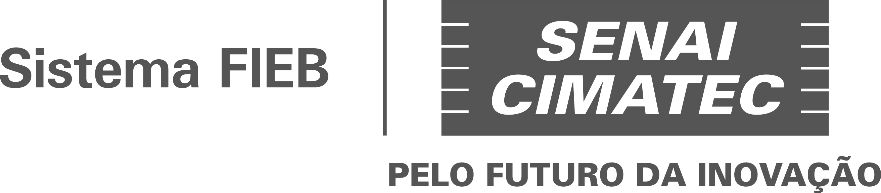 Sistema FIEB
SENAI
CIMATEC
PELO FUTURO DA INOVAÇÃO